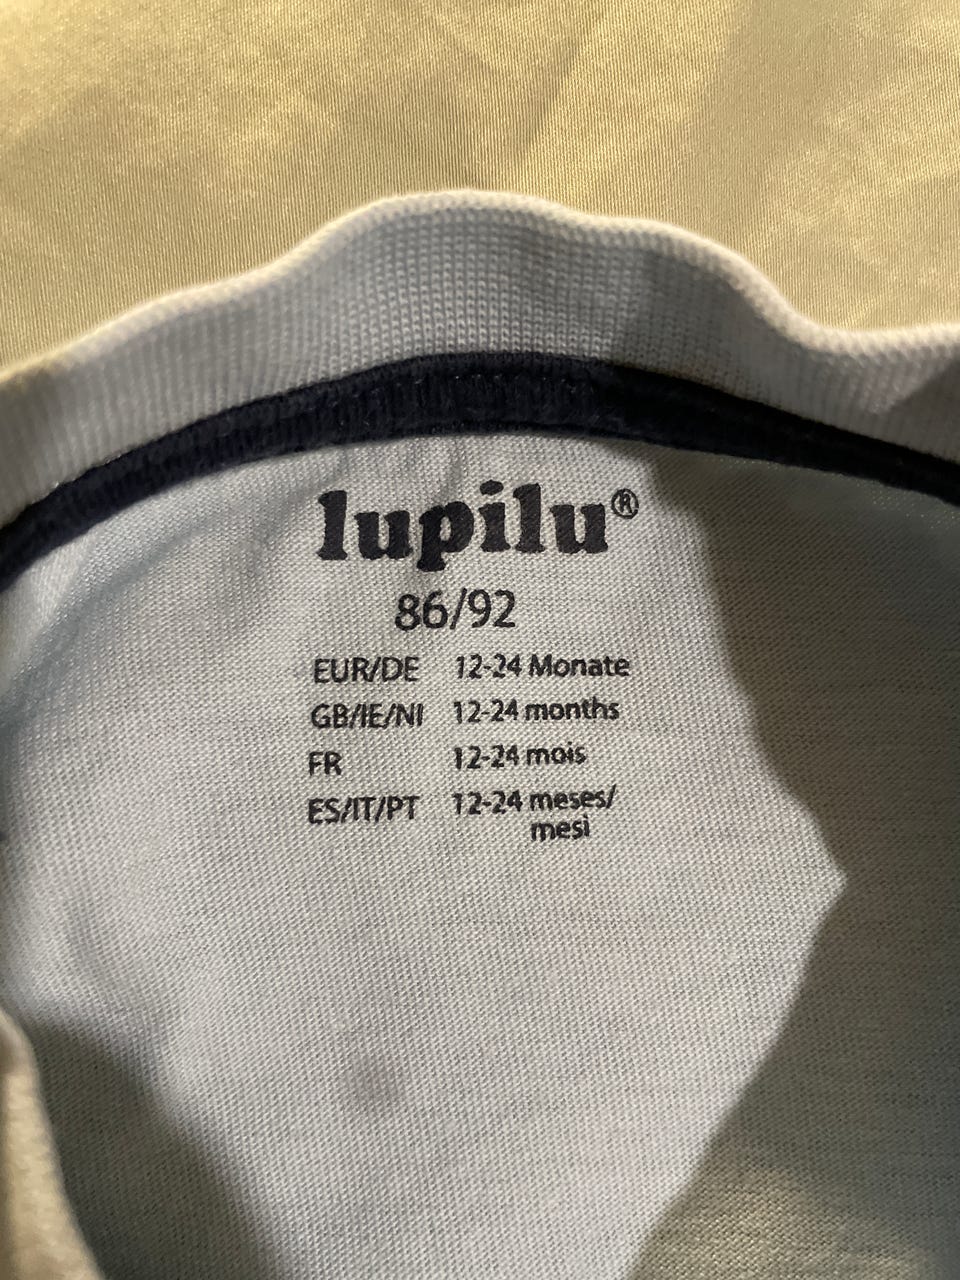 lupilu®
86/92
EUR/DE 12-24 Monate
GB/IE/NI 12-24 months
FR 12-24 mois
ES/IT/PT 12-24 meses/
mesi